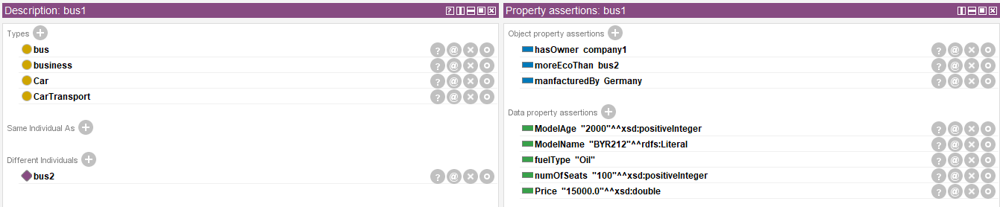 Description: bus1
Types
bus
business
Car
CarTransport
Same Individual As
Different Individuals
bus2
Property assertions: bus1
Object property assertions
hasOwner company1
moreEcoThan bus2
manfacturedBy Germany
Data property assertions
ModelAge "2000"^^xsd:positiveInteger
ModelName "BYR212"^^rdfs:Literal
fuelType "Oil"
numOfSeats "100"^^xsd:positiveInteger
Price "15000.0"^^xsd:double